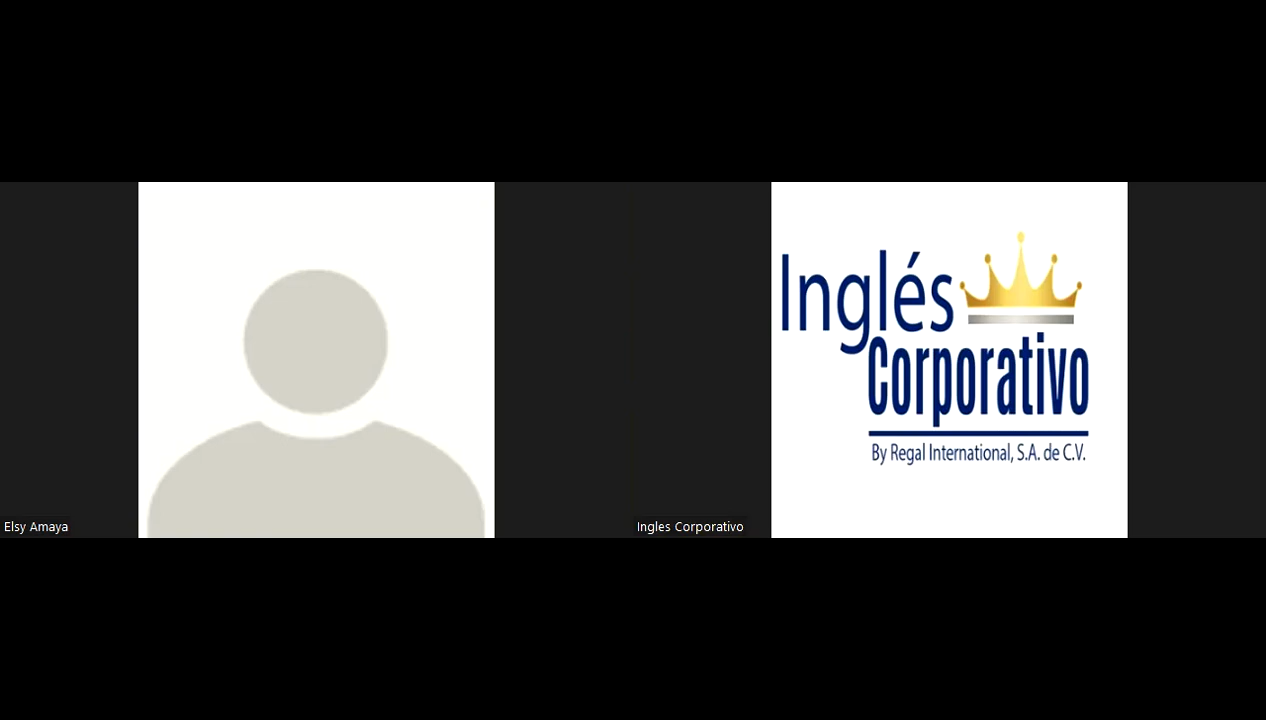 Inglés
Corporativo
By Regal International, S.A. de C.V.
Elsy Amaya
Ingles Corporativo